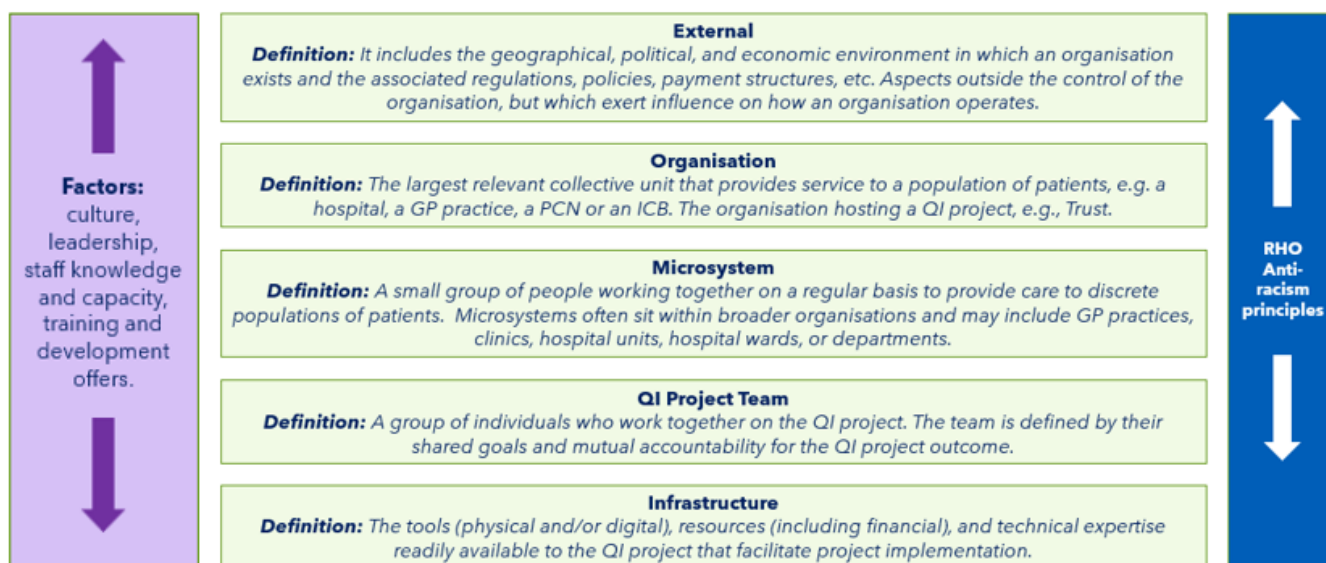 Factors:
culture,
leadership,
staff knowledge
and capacity,
training and
development
offers.
External
Definition: It includes the geographical, political, and economic environment in which an organisation
exists and the associated regulations, policies, payment structures, etc. Aspects outside the control of the
organisation, but which exert influence on how an organisation operates.
Organisation
Definition: The largest relevant collective unit that provides service to a population of patients, e.g. a
hospital, a GP practice, a PCN or an ICB. The organisation hosting a QI project, e.g., Trust.
Microsystem
Definition: A small group of people working together on a regular basis to provide care to discrete
populations of patients. Microsystems often sit within broader organisations and may include GP practices,
clinics, hospital units, hospital wards, or departments.
QI Project Team
Definition: A group of individuals who work together on the QI project. The team is defined by their
shared goals and mutual accountability for the QI project outcome.
Infrastructure
Definition: The tools (physical and/or digital), resources (including financial), and technical expertise
readily available to the QI project that facilitate project implementation.
RHO
Anti-
racism
principles